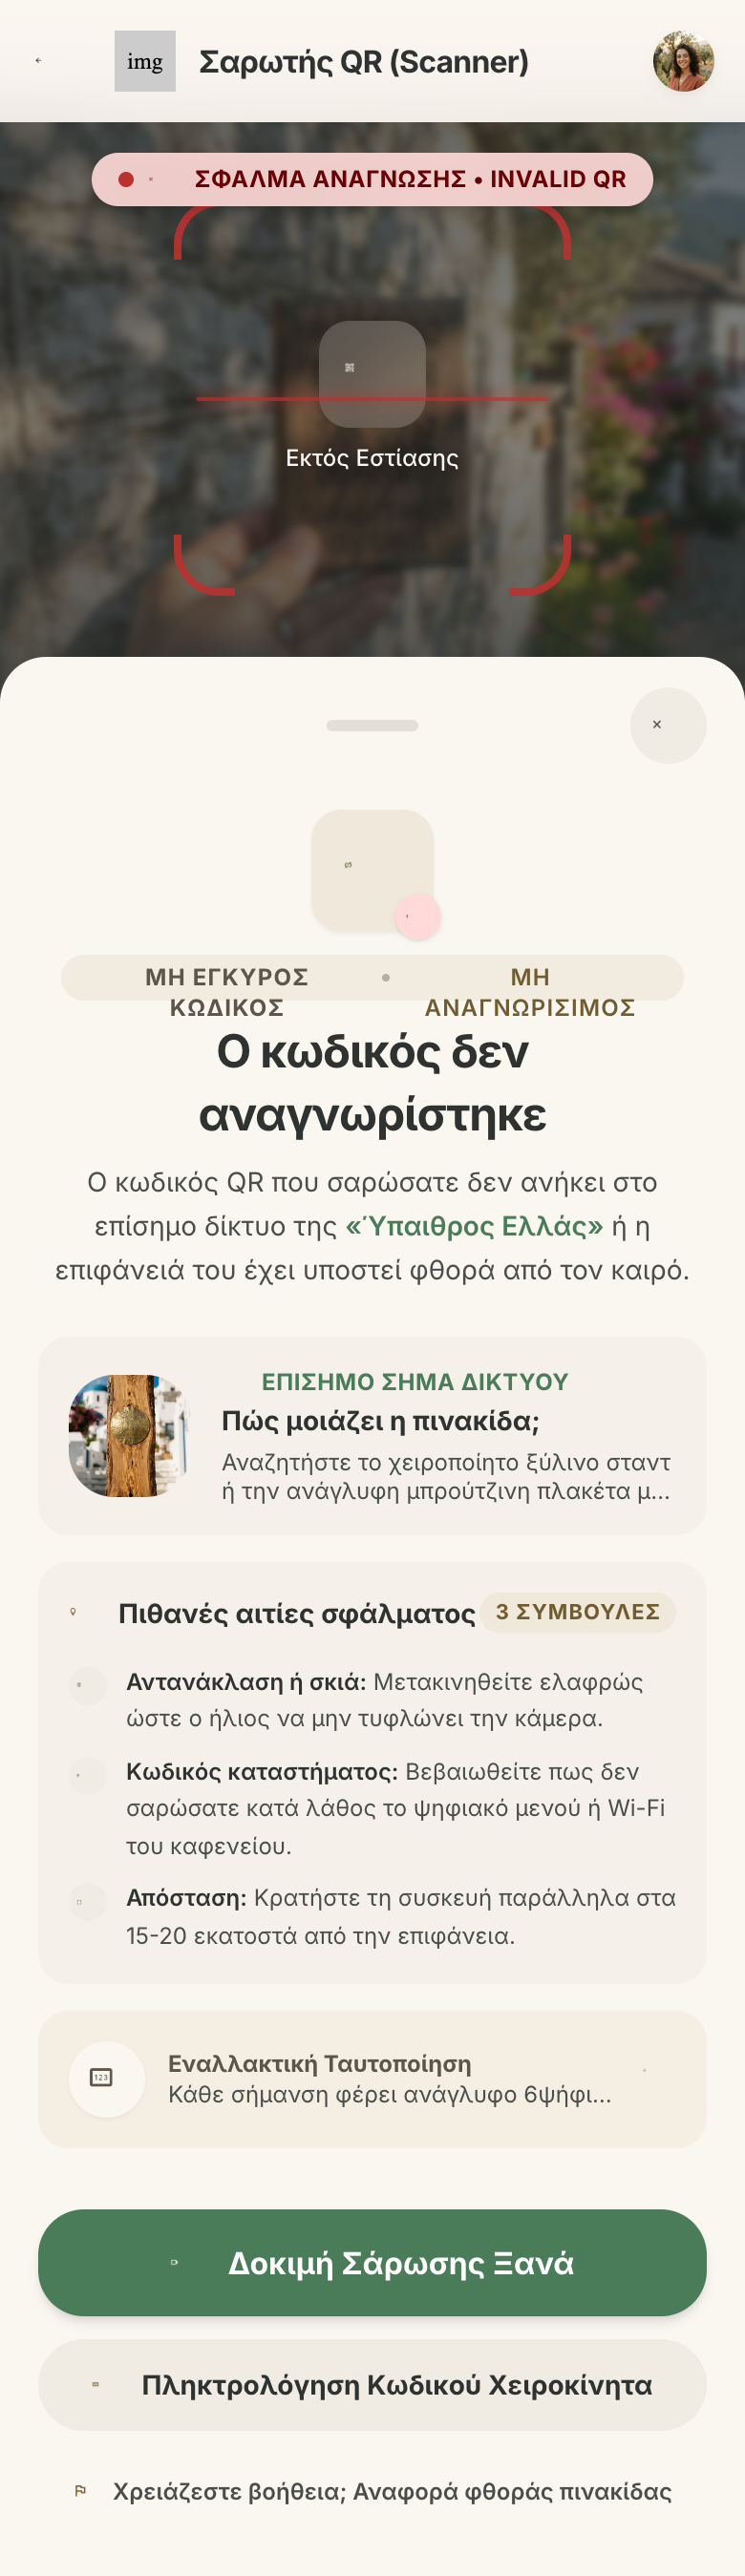 img
Σαρωτής QR (Scanner)
ΣΦΑΛΜΑ ΑΝΑΓΝΩΣΗΣ • INVALID QR
Εκτός Εστίασης
ΜΗ ΕΓΚΥΡΟΣ ΚΩΔΙΚΟΣ • ΜΗ ΑΝΑΓΝΩΡΙΣΙΜΟΣ
Ο κωδικός δεν
αναγνωρίστηκε
Ο κωδικός QR που σαρώσατε δεν ανήκει στο
επίσημο δίκτυο της «Ύπαιθρος Ελλάς» ή η
επιφάνειά του έχει υποστεί φθορά από τον καιρό.
ΕΠΙΣΗΜΟ ΣΗΜΑ ΔΙΚΤΥΟΥ
Πώς μοιάζει η πινακίδα;
Αναζητήστε το χειροποίητο ξύλινο σταντ
ή την ανάγλυφη μπρούτζινη πλακέτα μ...
Πιθανές αιτίες σφάλματος
3 ΣΥΜΒΟΥΛΕΣ
Αντανάκλαση ή σκιά: Μετακινηθείτε ελαφρώς
ώστε ο ήλιος να μην τυφλώνει την κάμερα.
Κωδικός καταστήματος: Βεβαιωθείτε πως δεν
σαρώσατε κατά λάθος το ψηφιακό μενού ή Wi-Fi
του καφενείου.
Απόσταση: Κρατήστε τη συσκευή παράλληλα στα
15-20 εκατοστά από την επιφάνεια.
123
Εναλλακτική Ταυτοποίηση
Κάθε σήμανση φέρει ανάγλυφο 6ψήφι...
Δοκιμή Σάρωσης Ξανά
Πληκτρολόγηση Κωδικού Χειροκίνητα
Χρειάζεστε βοήθεια; Αναφορά φθοράς πινακίδας